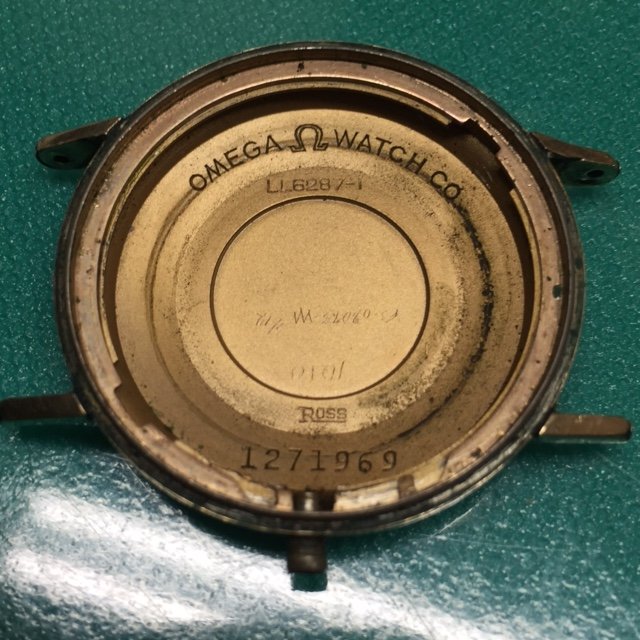 OMEGA Ω WATCH CO
LL6287-1
1010
ROSS
1271969